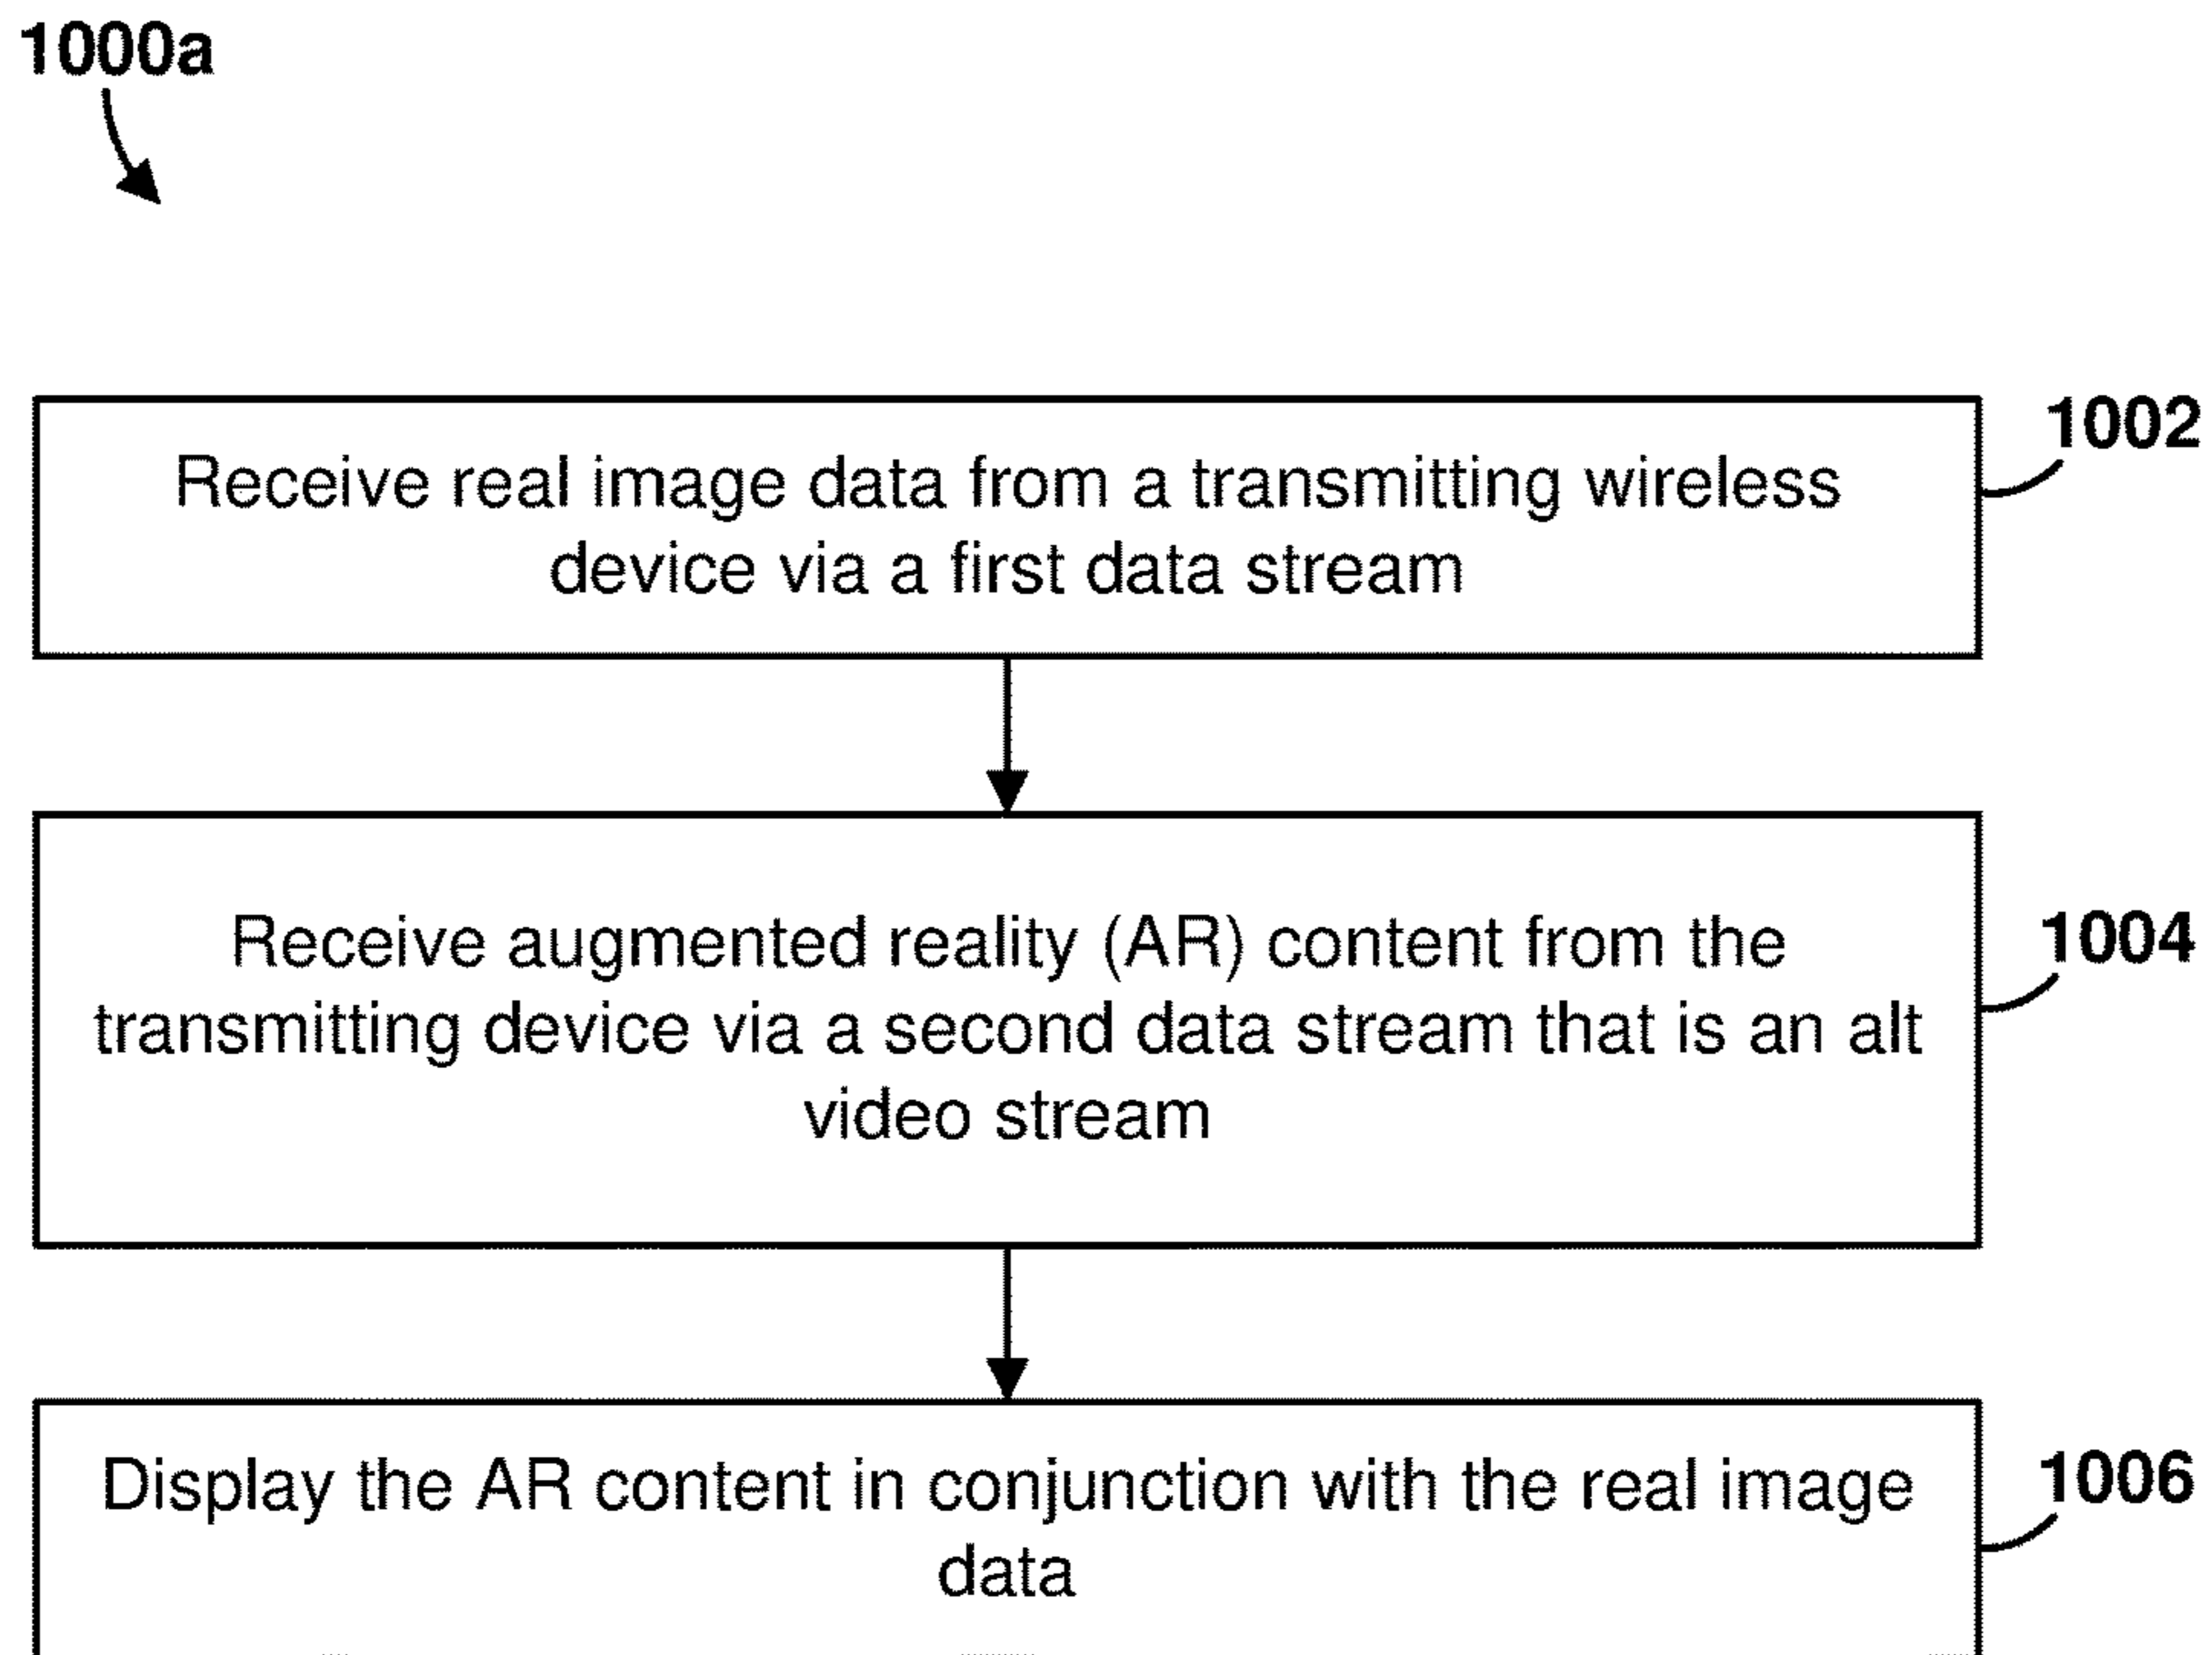 1000a
1002
Receive real image data from a transmitting wireless
device via a first data stream
1004
Receive augmented reality (AR) content from the
transmitting device via a second data stream that is an alt
video stream
1006
Display the AR content in conjunction with the real image
data